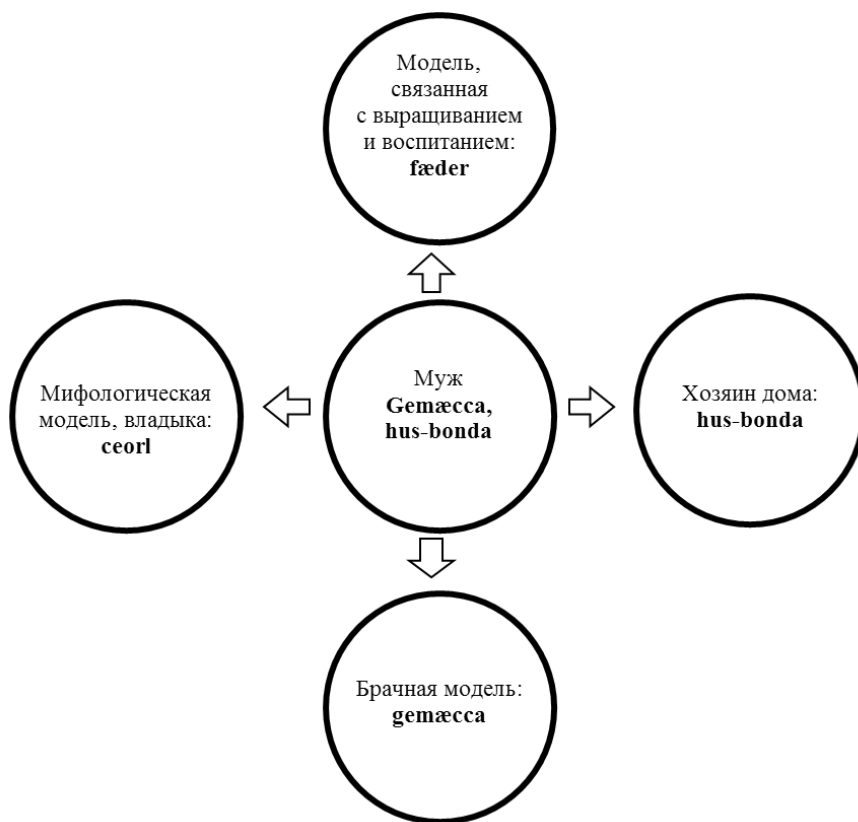 Модель,
связанная
с выращиванием
и воспитанием:
fæder
Мифологическая
модель, владыка:
ceorl
Муж
Gemæcca,
hus-bonda
Хозяин дома:
hus-bonda
Брачная модель:
gemæcca